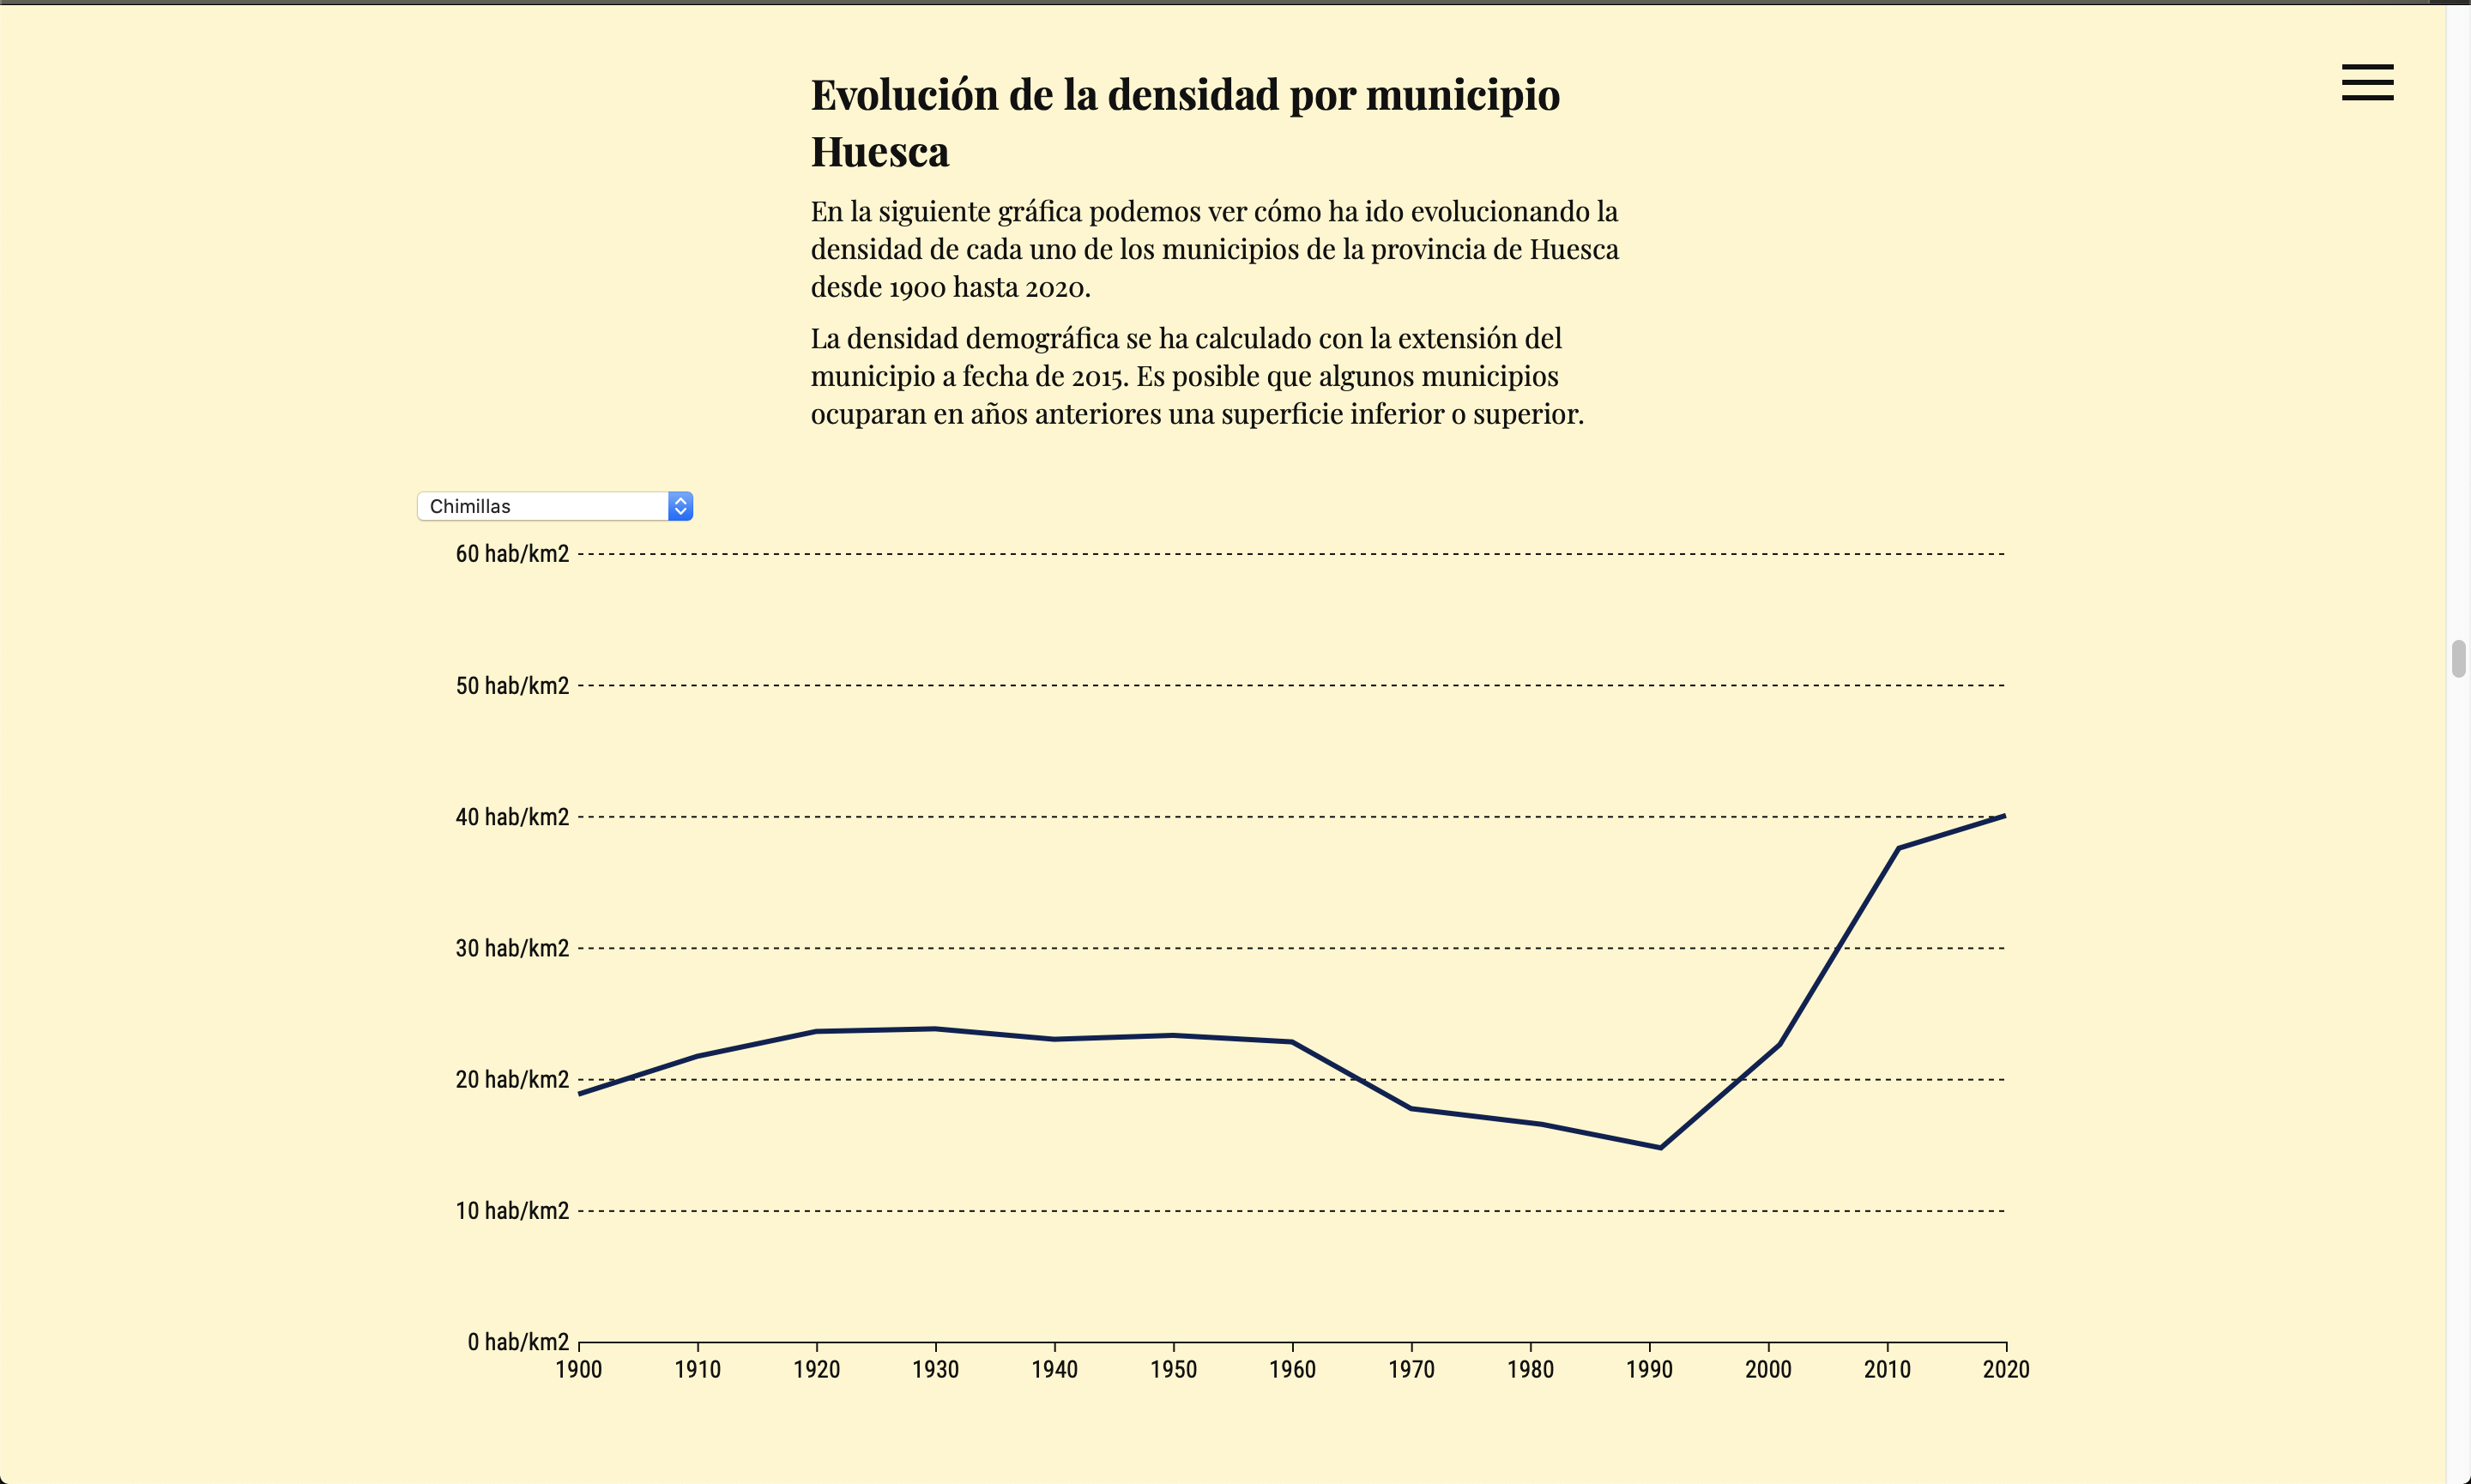 Evolución de la densidad por municipio
Huesca
En la siguiente gráfica podemos ver cómo ha ido evolucionando la
densidad de cada uno de los municipios de la provincia de Huesca
desde 1900 hasta 2020.
La densidad demográfica se ha calculado con la extensión del
municipio a fecha de 2015. Es posible que algunos municipios
ocuparan en años anteriores una superficie inferior o superior.
Chimillas
60 hab/km2
50 hab/km2
40 hab/km2
30 hab/km2
20 hab/km2
10 hab/km2
0 hab/km2
1900 1910 1920 1930 1940 1950 1960 1970 1980 1990 2000 2010 2020